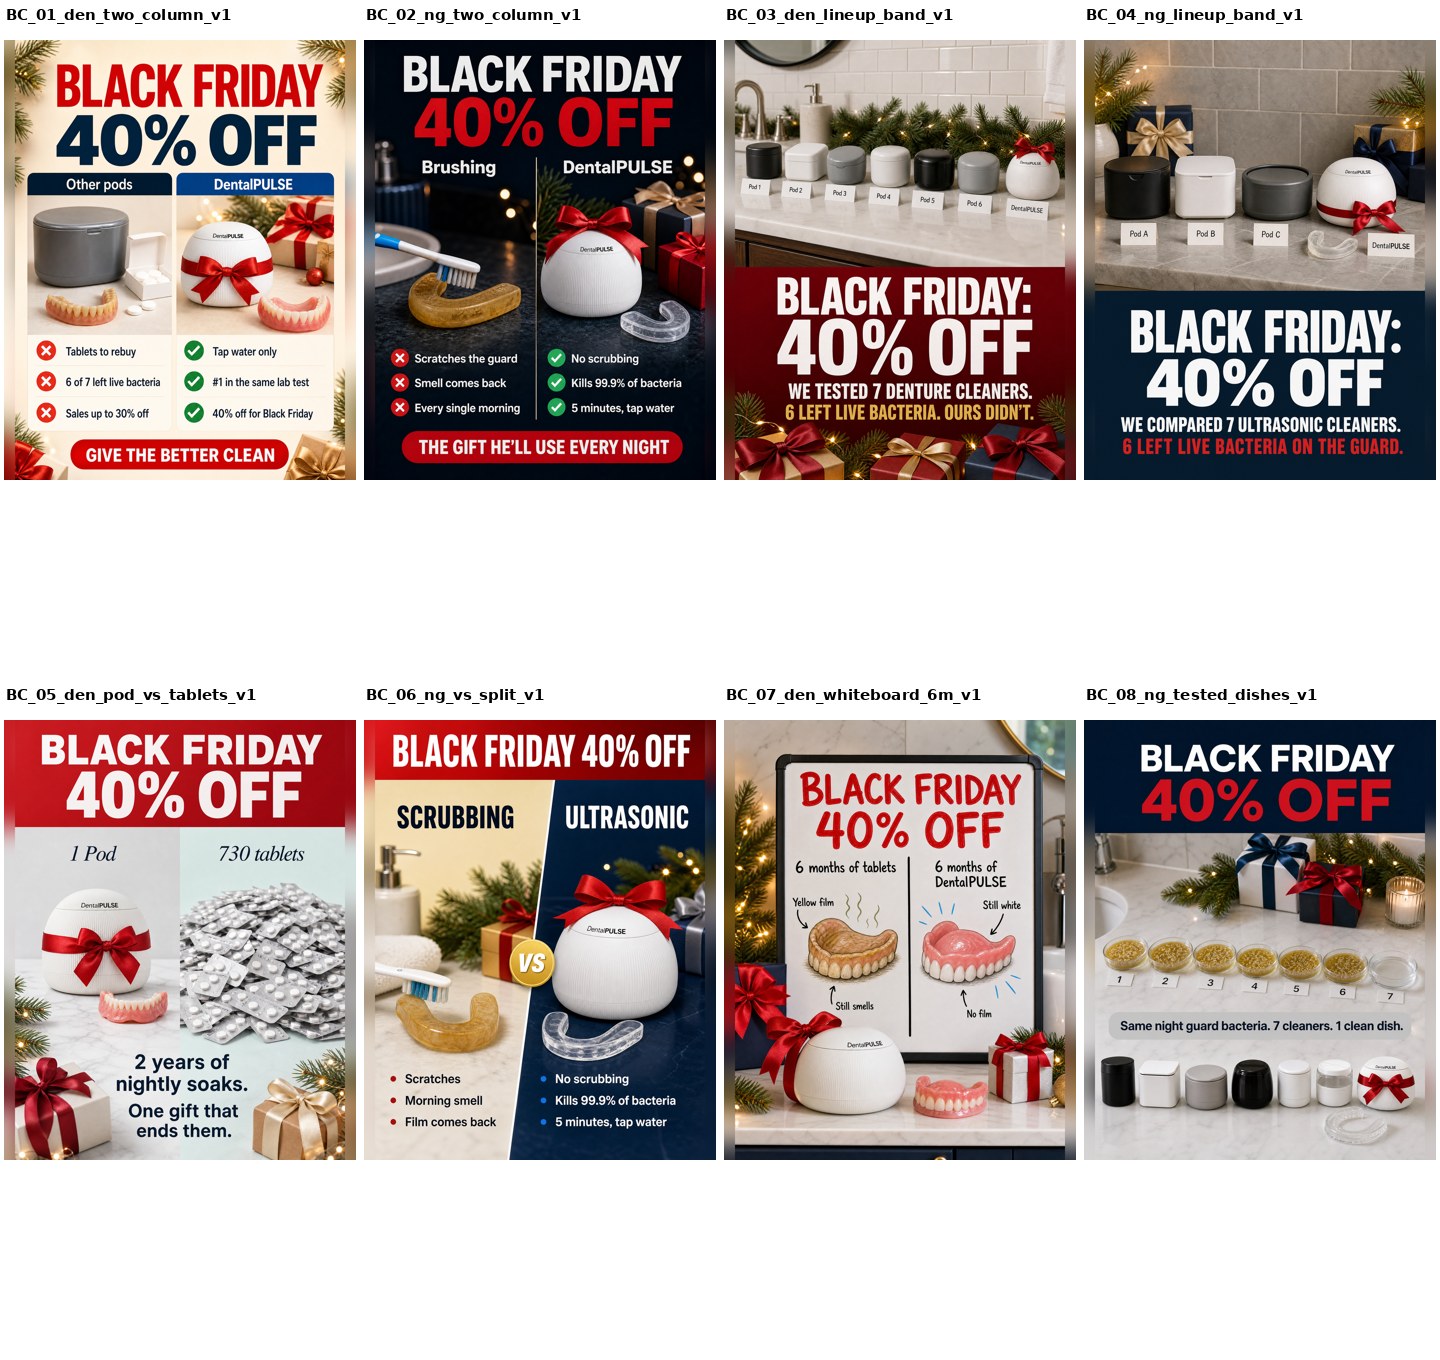 BC_01_den_two_column_v1
BLACK FRIDAY
40% OFF
Other pods
DentalPULSE
DentalPULSE
Tablets to rebuy
Tap water only
6 of 7 left live bacteria
#1 in the same lab test
Sales up to 30% off
40% off for Black Friday
GIVE THE BETTER CLEAN
BC_02_ng_two_column_v1
BLACK FRIDAY
40% OFF
Brushing
DentalPULSE
DentalPULSE
Scratches the guard
No scrubbing
Smell comes back
Kills 99.9% of bacteria
Every single morning
5 minutes, tap water
THE GIFT HE'LL USE EVERY NIGHT
BC_03_den_lineup_band_v1
DentalPULSE
Pod 1
Pod 2
Pod 3
Pod 4
Pod 5
Pod 6
DentalPULSE
BLACK FRIDAY:
40% OFF
WE TESTED 7 DENTURE CLEANERS.
6 LEFT LIVE BACTERIA. OURS DIDN'T.
BC_04_ng_lineup_band_v1
DentalPULSE
Pod A
Pod B
Pod C
DentalPULSE
BLACK FRIDAY:
40% OFF
WE COMPARED 7 ULTRASONIC CLEANERS.
6 LEFT LIVE BACTERIA ON THE GUARD.
BC_05_den_pod_vs_tablets_v1
BLACK FRIDAY
40% OFF
1 Pod
730 tablets
DentalPULSE
2 years of
nightly soaks.
One gift that
ends them.
BC_06_ng_vs_split_v1
BLACK FRIDAY 40% OFF
SCRUBBING
ULTRASONIC
DentalPULSE
VS
Scratches
No scrubbing
Morning smell
Kills 99.9% of bacteria
Film comes back
5 minutes, tap water
BC_07_den_whiteboard_6m_v1
BLACK FRIDAY
40% OFF
6 months of tablets
6 months of
DentalPULSE
Yellow film
Still white
Still smells
No film
DentalPULSE
BC_08_ng_tested_dishes_v1
BLACK FRIDAY
40% OFF
1
2
3
4
5
6
7
Same night guard bacteria. 7 cleaners. 1 clean dish.
DentalPULSE